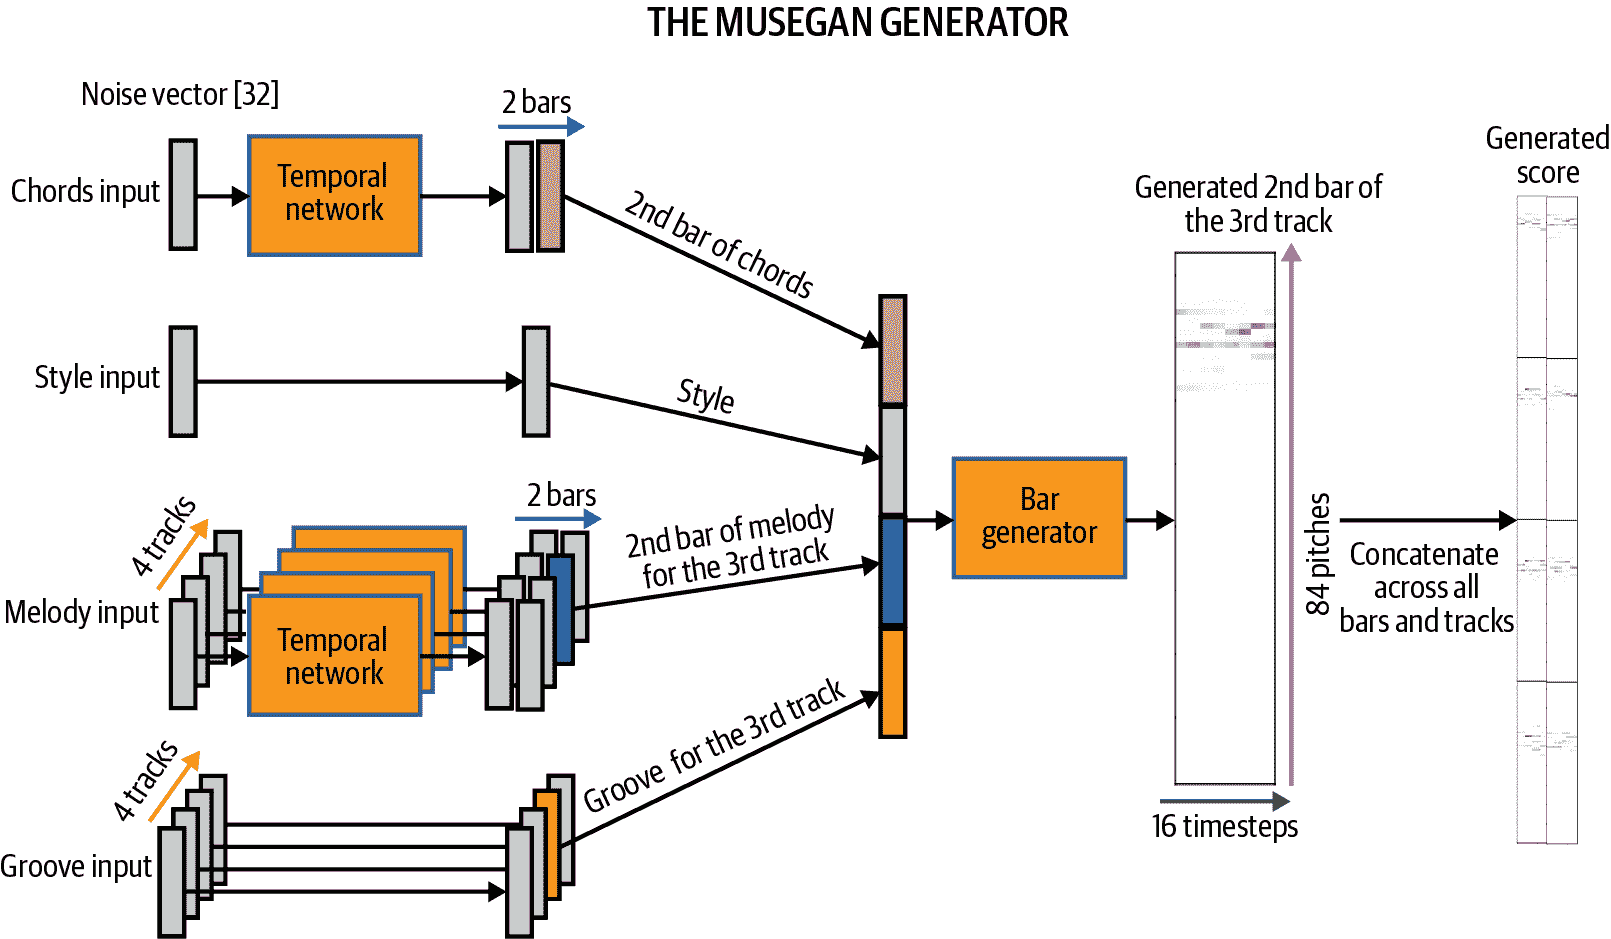 THE MUSEGAN GENERATOR
Noise vector [32]
2 bars
Chords input
Temporal
network
2nd bar of chords
Generated 2nd bar of
the 3rd track
Generated
score
Style input
Style
4 tracks
2 bars
Melody input
Temporal
network
2nd bar of melody
for the 3rd track
Bar
generator
84 pitches
Concatenate
across all
bars and tracks
4 tracks
Groove input
Groove for the 3rd track
16 timesteps